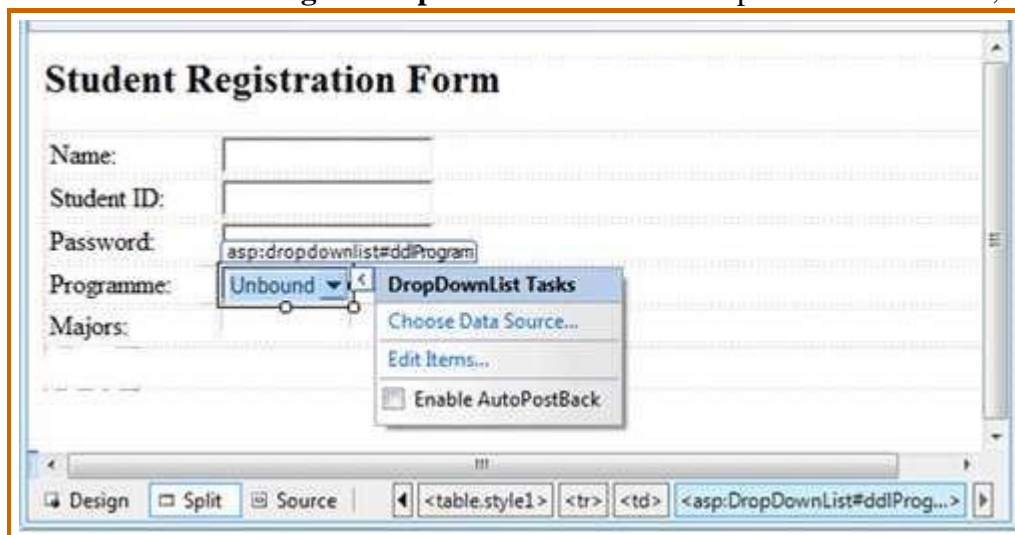 Student Registration Form
Name:
Student ID:
Password:
asp:dropdownlist#ddlProgram
Programme: Unbound < DropDownList Tasks
Majors: Choose Data Source...
Edit Items...
Enable AutoPostBack
Design Split Source <table.style1> <tr> <td> <asp:DropDownList#ddlProg...>